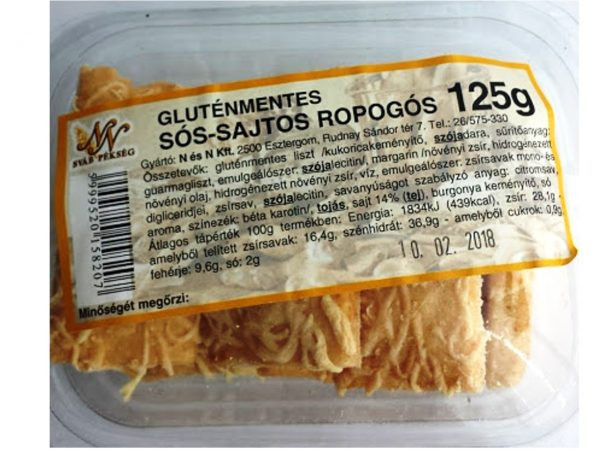 N N
SVÁB PÉKSÉG
GLUTÉNMENTES
SÓS-SAJTOS ROPOGÓS 125g
Gyártó: N és N Kft. 2500 Esztergom, Rudnay Sándor tér 7. Tel.: 26/575-330
Összetevők: gluténmentes liszt /kukoricakeményítő, szójadara, sűrítőanyag:
guarmagliszt, emulgeálószer: szójalecitin/, margarin /növényi zsír, hidrogénezett
növényi olaj, hidrogénezett növényi zsír, víz, emulgeálószer: zsírsavak mono- és
digliceridjei, zsírsav, szójalecitin, savanyúságot szabályzó anyag: citromsav,
aroma, színezék: béta karotin/, tojás, sajt 14% (tej), burgonya keményítő, só
Átlagos tápérték 100g termékben: Energia: 1834kJ (439kcal), zsír: 28,1g -
amelyből telített zsírsavak: 16,4g, szénhidrát: 36,9g - amelyből cukrok: 0,9g,
fehérje: 9,6g, só: 2g
10. 02. 2018
Minőségét megőrzi:
59995520158207